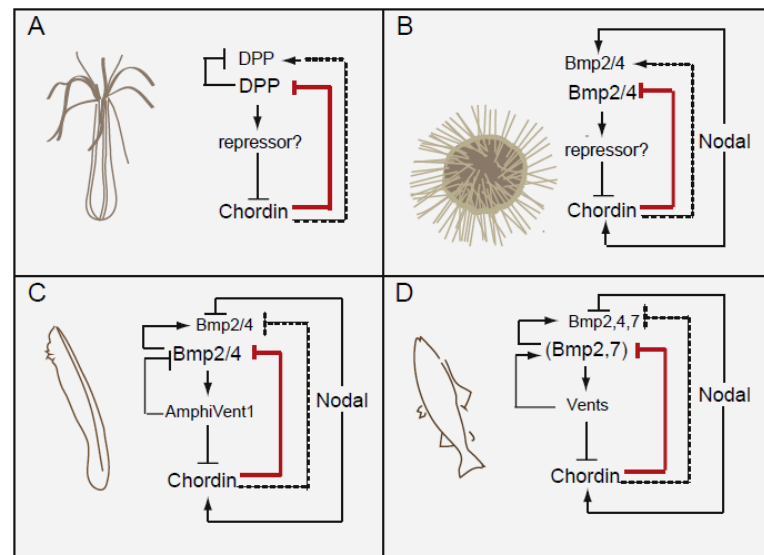 A
DPP
DPP
repressor?
Chordin
B
Bmp2/4
Bmp2/4
repressor?
Nodal
Chordin
C
Bmp2/4
Bmp2/4
AmphiVent1
Nodal
Chordin
D
Bmp2,4,7
(Bmp2,7)
Vents
Nodal
Chordin